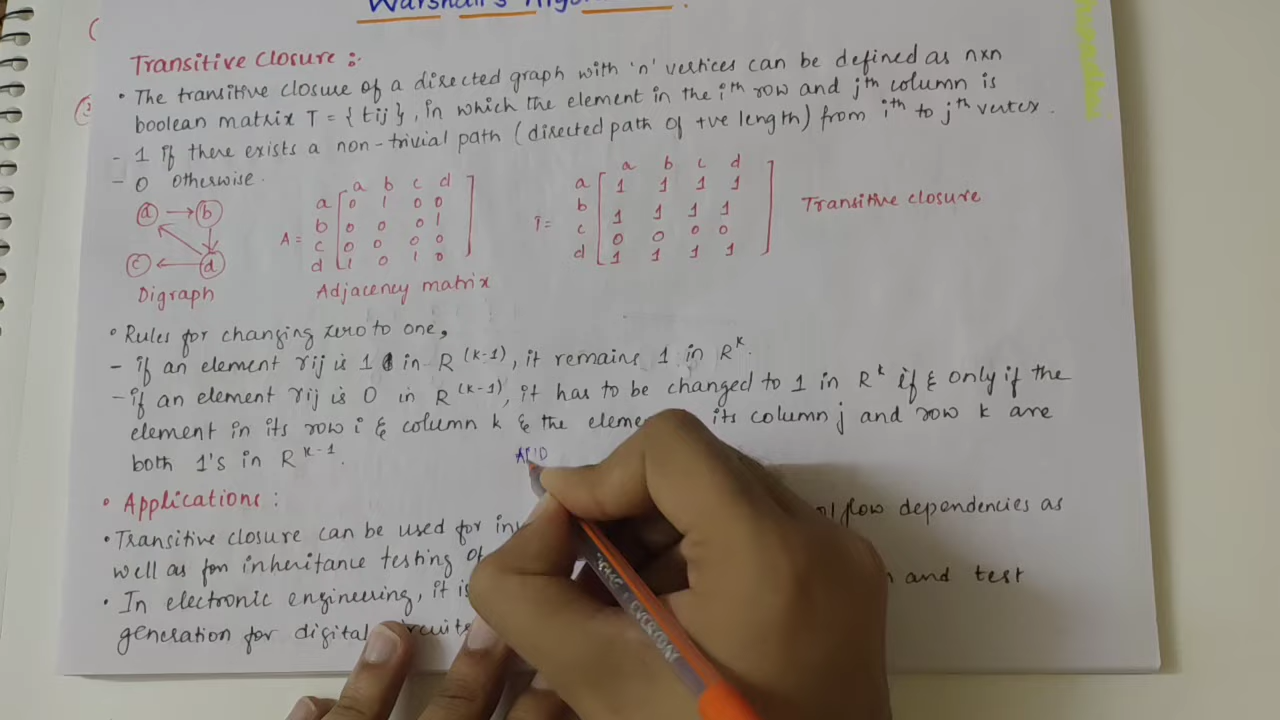 Warshall's Algorithm.
Transitive Closure :-
• The transitive closure of a directed graph with 'n' vertices can be defined as nxn
boolean matrix T = { tij }, in which the element in the ith row and jth column is
- 1 if there exists a non-trivial path (directed path of +ve length) from ith to jth vertex.
- 0 otherwise.
a b
c d
Digraph
a b c d
a 0 1 0 0
A = b 0 0 0 1
c 0 0 0 0
d 1 0 1 0
Adjacency matrix
a b c d
a 1 1 1 1
T = b 1 1 1 1
c 0 0 0 0
d 1 1 1 1
Transitive closure
• Rules for changing zero to one,
- if an element rij is 1 in R(k-1), it remains 1 in Rk.
- if an element rij is 0 in R(k-1), it has to be changed to 1 in Rk if & only if the
element in its row i & column k & the its column j and row k are
both 1's in Rk-1.
• Applications :
• Transitive closure can be used for flow dependencies as
well as for inheritance testing of
• In electronic engineering, it is and test
generation for digital circuits